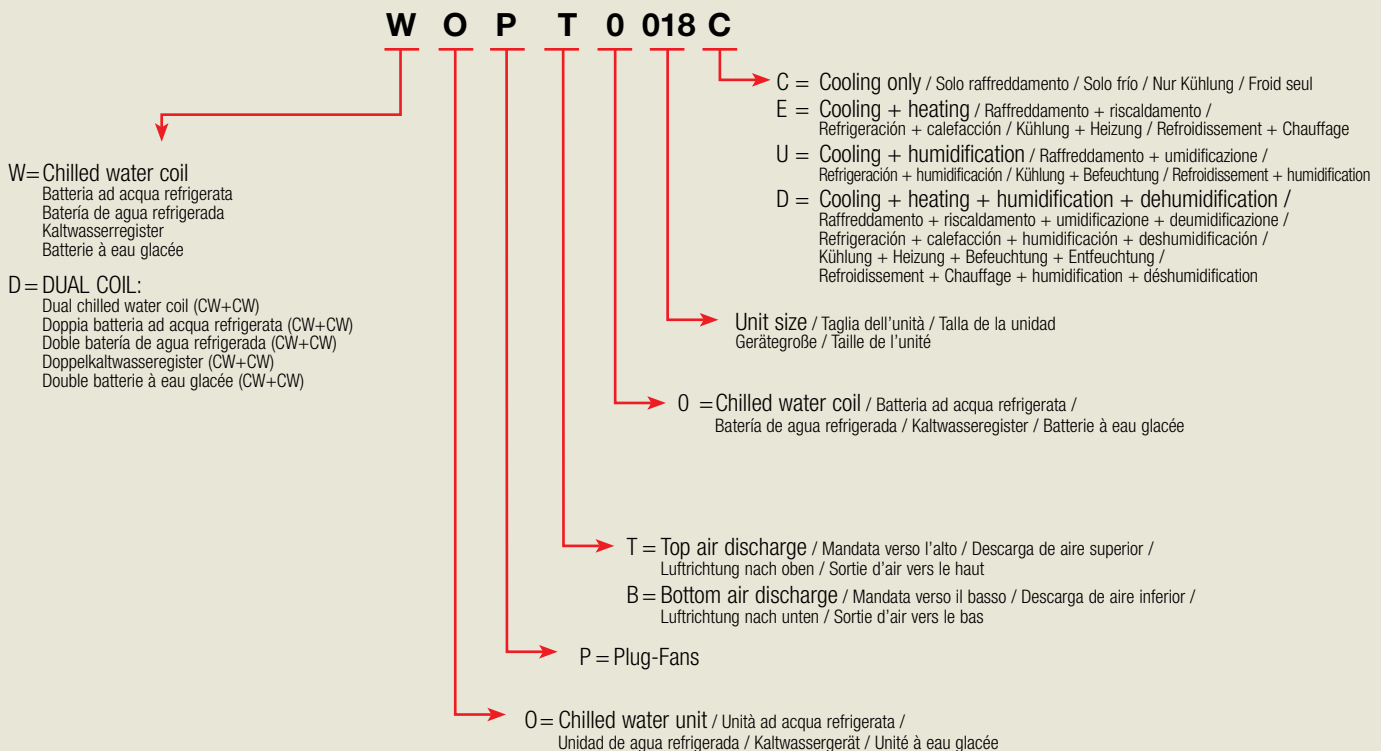 W O P T 0 018 C
C = Cooling only / Solo raffreddamento / Solo frío / Nur Kühlung / Froid seul
E = Cooling + heating / Raffreddamento + riscaldamento /
Refrigeración + calefacción / Kühlung + Heizung / Refroidissement + Chauffage
U = Cooling + humidification / Raffreddamento + umidificazione /
Refrigeración + humidificación / Kühlung + Befeuchtung / Refroidissement + humidification
D = Cooling + heating + humidification + dehumidification /
Raffreddamento + riscaldamento + umidificazione + deumidificazione /
Refrigeración + calefacción + humidificación + deshumidificación /
Kühlung + Heizung + Befeuchtung + Entfeuchtung /
Refroidissement + Chauffage + humidification + déshumidification
W= Chilled water coil
Batteria ad acqua refrigerata
Batería de agua refrigerada
Kaltwasserregister
Batterie à eau glacée
D = DUAL COIL:
Dual chilled water coil (CW+CW)
Doppia batteria ad acqua refrigerata (CW+CW)
Doble batería de agua refrigerada (CW+CW)
Doppelkaltwasseregister (CW+CW)
Double batterie à eau glacée (CW+CW)
Unit size / Taglia dell'unità / Talla de la unidad
Gerätegroße / Taille de l'unité
0 = Chilled water coil / Batteria ad acqua refrigerata /
Batería de agua refrigerada / Kaltwasseregister / Batterie à eau glacée
T = Top air discharge / Mandata verso l'alto / Descarga de aire superior /
Luftrichtung nach oben / Sortie d'air vers le haut
B = Bottom air discharge / Mandata verso il basso / Descarga de aire inferior /
Luftrichtung nach unten / Sortie d'air vers le bas
P = Plug-Fans
O = Chilled water unit / Unità ad acqua refrigerata /
Unidad de agua refrigerada / Kaltwassergerät / Unité à eau glacée